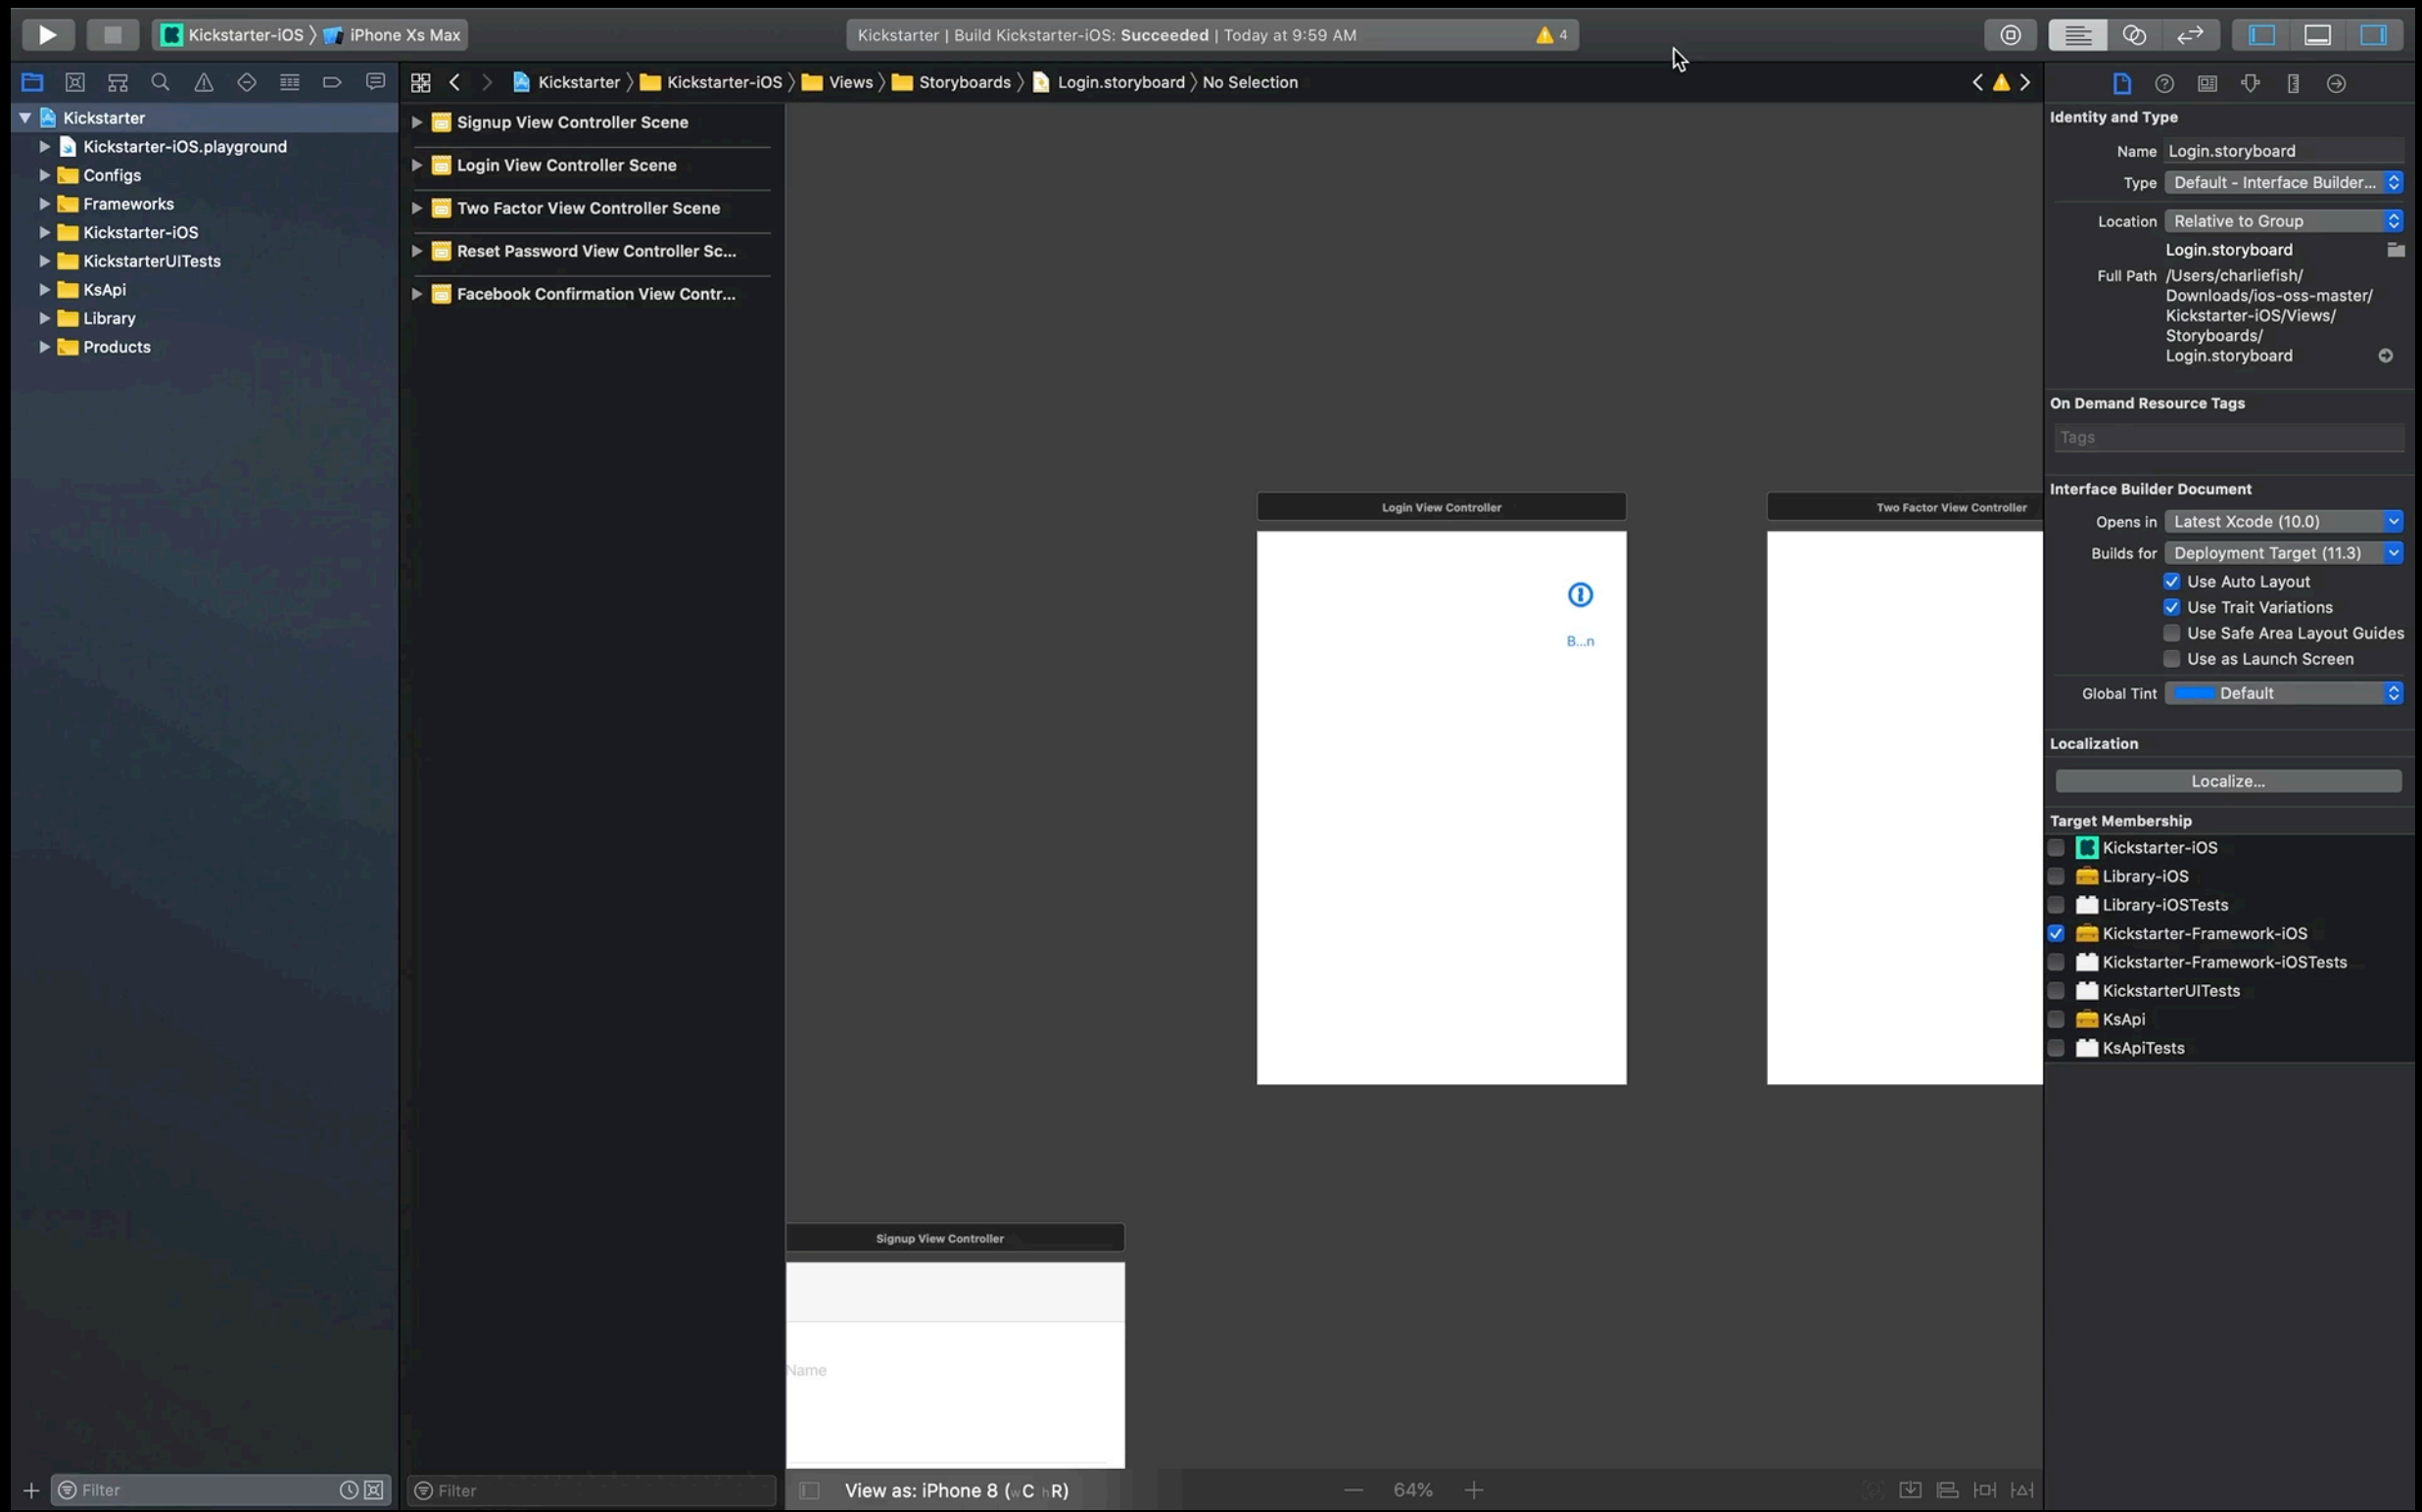 Kickstarter-iOS 〉 iPhone Xs Max
Kickstarter | Build Kickstarter-iOS: Succeeded | Today at 9:59 AM
4
Kickstarter 〉 Kickstarter-iOS 〉 Views 〉 Storyboards 〉 Login.storyboard 〉 No Selection
Kickstarter
Kickstarter-iOS.playground
Configs
Frameworks
Kickstarter-iOS
KickstarterUITests
KsApi
Library
Products
Filter
Signup View Controller Scene
Login View Controller Scene
Two Factor View Controller Scene
Reset Password View Controller Sc...
Facebook Confirmation View Contr...
Filter
Login View Controller
B...n
Two Factor View Controller
Signup View Controller
Name
View as: iPhone 8 (wC hR)
64%
Identity and Type
Name Login.storyboard
Type Default - Interface Builder...
Location Relative to Group
Login.storyboard
Full Path /Users/charliefish/
Downloads/ios-oss-master/
Kickstarter-iOS/Views/
Storyboards/
Login.storyboard
On Demand Resource Tags
Tags
Interface Builder Document
Opens in Latest Xcode (10.0)
Builds for Deployment Target (11.3)
Use Auto Layout
Use Trait Variations
Use Safe Area Layout Guides
Use as Launch Screen
Global Tint Default
Localization
Localize...
Target Membership
Kickstarter-iOS
Library-iOS
Library-iOSTests
Kickstarter-Framework-iOS
Kickstarter-Framework-iOSTests
KickstarterUITests
KsApi
KsApiTests